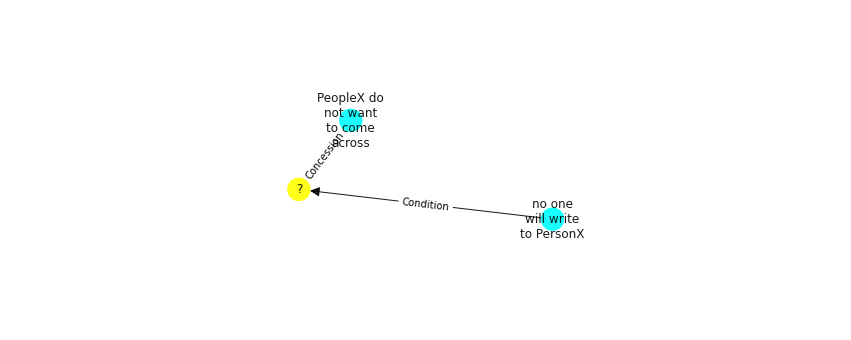 PeopleX do
not want
to come
across
Concession
?
Condition
no one
will write
to PersonX